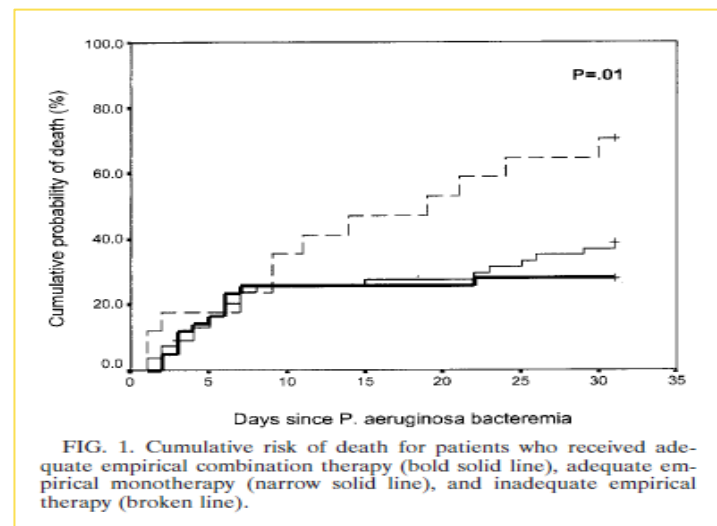 100.0
P=.01
80.0
Cumulative probability of death (%)
60.0
40.0
20.0
0.0
0 5 10 15 20 25 30 35
Days since P. aeruginosa bacteremia
FIG. 1. Cumulative risk of death for patients who received ade-
quate empirical combination therapy (bold solid line), adequate em-
pirical monotherapy (narrow solid line), and inadequate empirical
therapy (broken line).